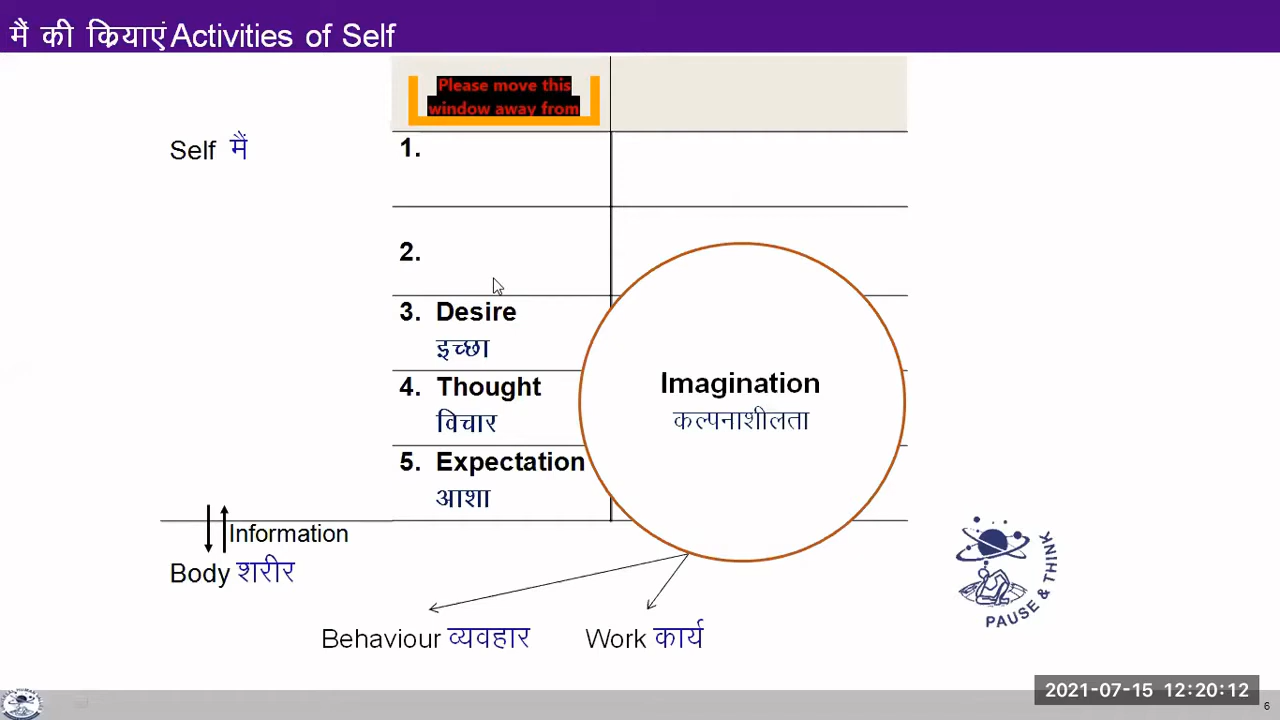 मैं की क्रियाएं Activities of Self
Please move this
window away from
Self मैं
1.
2.
3. Desire
इच्छा
4. Thought
विचार
5. Expectation
आशा
Imagination
कल्पनाशीलता
Information
Body शरीर
Behaviour व्यवहार
Work कार्य
PAUSE & THINK
2021-07-15 12:20:12
6